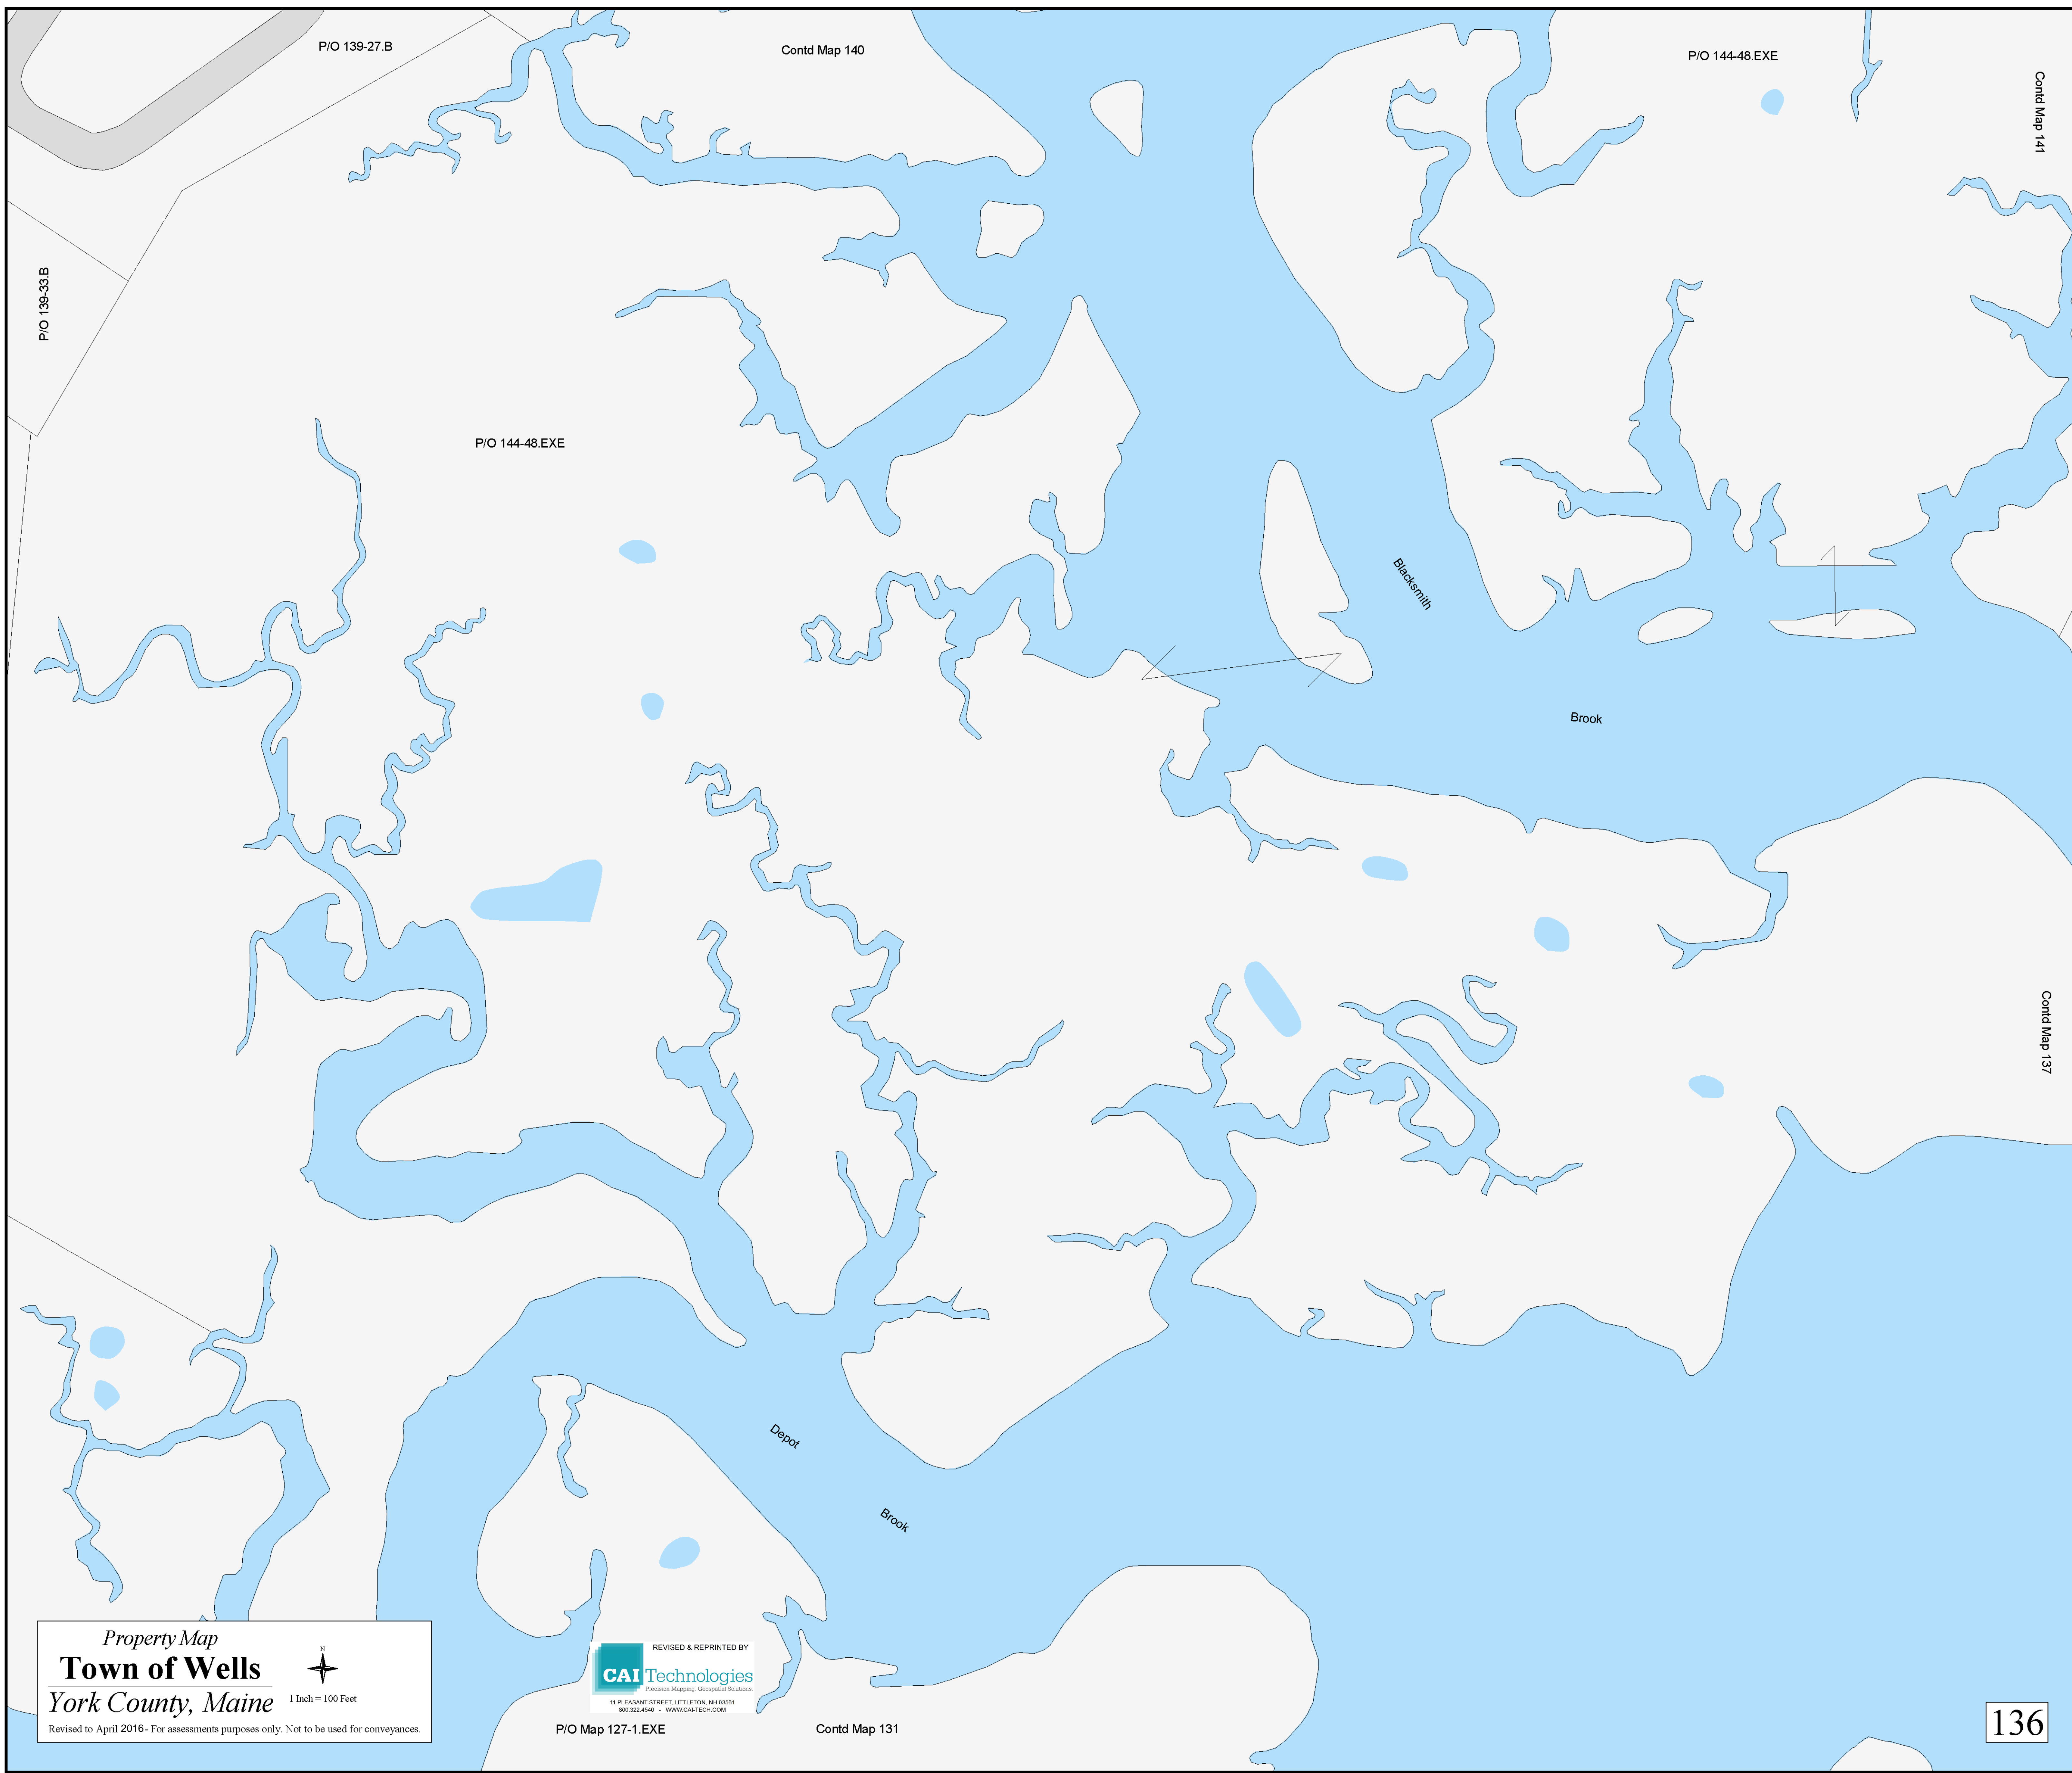 P/O 139-27.B
Contd Map 140
P/O 144-48.EXE
Contd Map 141
P/O 139-33.B
P/O 144-48.EXE
Blacksmith
Brook
Contd Map 137
Depot
Brook
Property Map
Town of Wells
York County, Maine
N
1 Inch = 100 Feet
Revised to April 2016- For assessments purposes only. Not to be used for conveyances.
REVISED & REPRINTED BY
CAI Technologies
Precision Mapping. Geospatial Solutions.
11 PLEASANT STREET, LITTLETON, NH 03561
800.322.4540 - WWW.CAI-TECH.COM
P/O Map 127-1.EXE
Contd Map 131
136